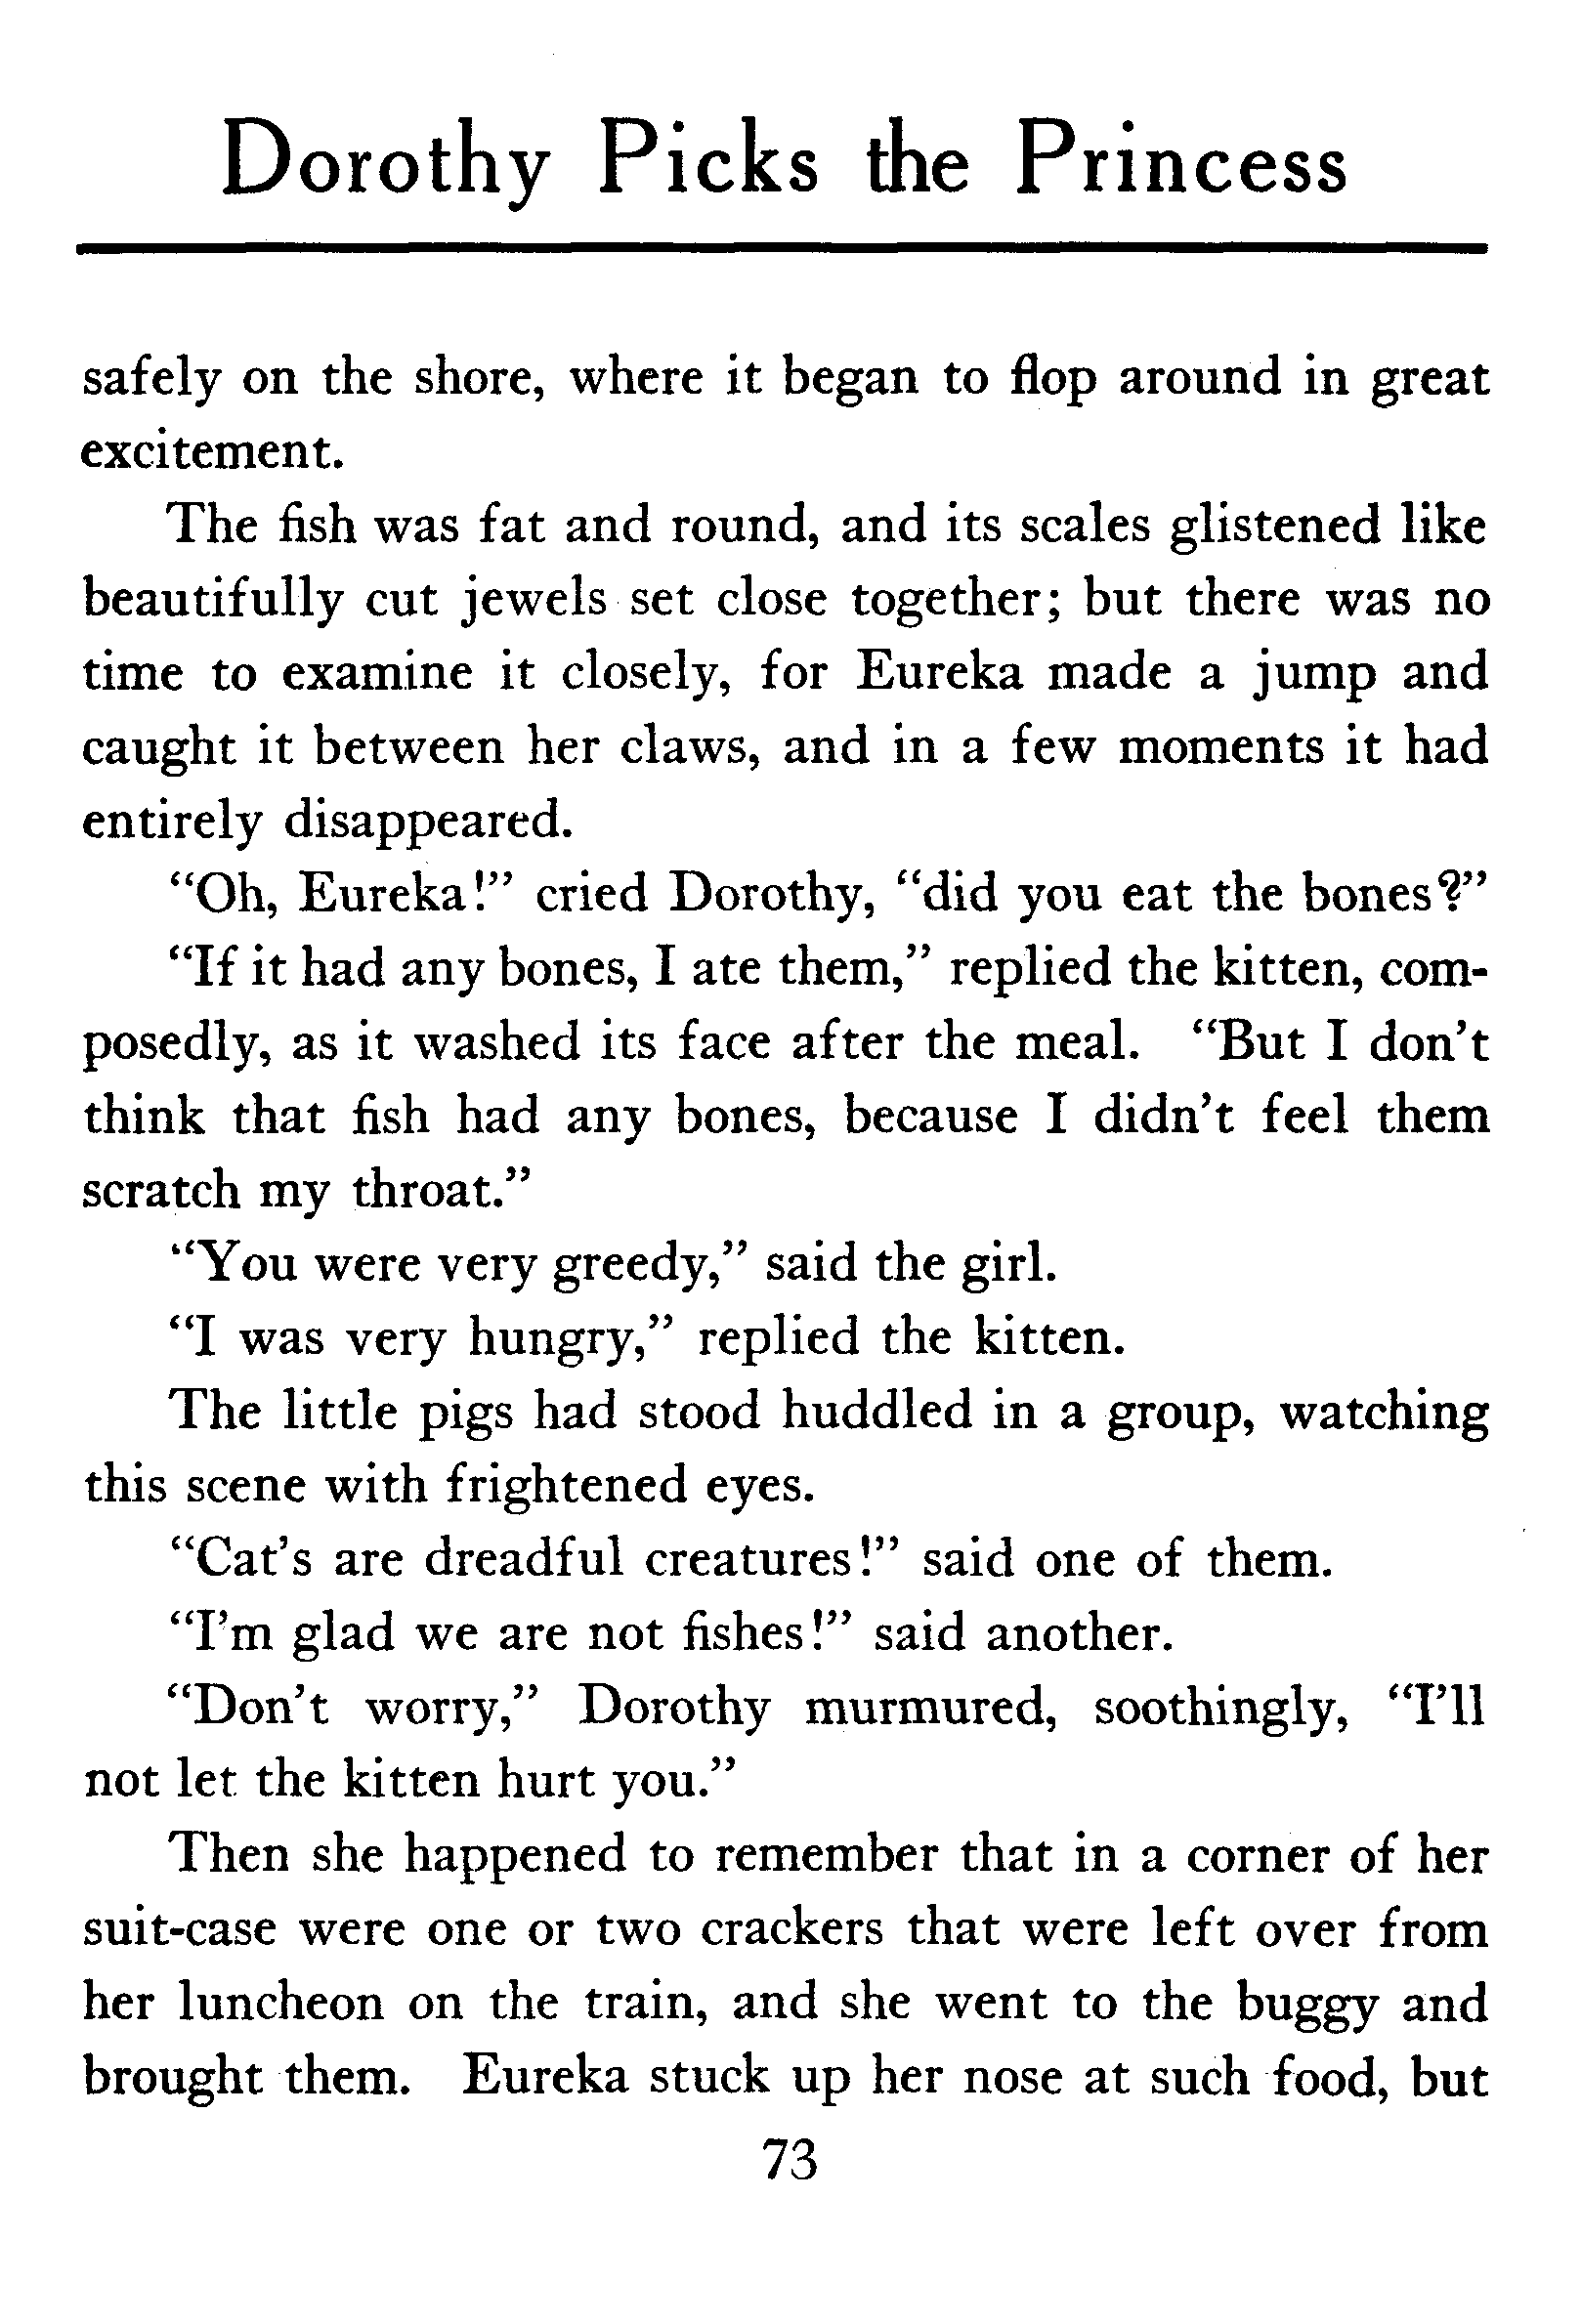 Dorothy Picks the Princess
safely on the shore, where it began to flop around in great
excitement.
The fish was fat and round, and its scales glistened like
beautifully cut jewels set close together; but there was no
time to examine it closely, for Eureka made a jump and
caught it between her claws, and in a few moments it had
entirely disappeared.
“Oh, Eureka!” cried Dorothy, “did you eat the bones?”
“If it had any bones, I ate them,” replied the kitten, com-
posedly, as it washed its face after the meal. “But I don’t
think that fish had any bones, because I didn’t feel them
scratch my throat.”
“You were very greedy,” said the girl.
“I was very hungry,” replied the kitten.
The little pigs had stood huddled in a group, watching
this scene with frightened eyes.
“Cat’s are dreadful creatures!” said one of them.
“I’m glad we are not fishes!” said another.
“Don’t worry,” Dorothy murmured, soothingly, “I’ll
not let the kitten hurt you.”
Then she happened to remember that in a corner of her
suit-case were one or two crackers that were left over from
her luncheon on the train, and she went to the buggy and
brought them. Eureka stuck up her nose at such food, but
73